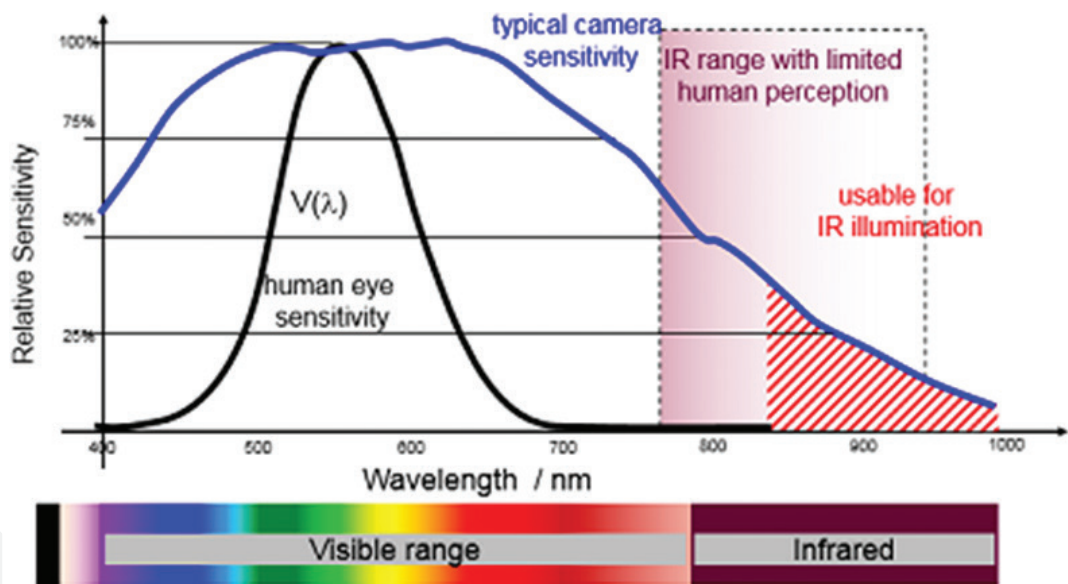 typical camera
sensitivity
IR range with limited
human perception
100%
75%
50%
25%
Relative Sensitivity
V(λ)
human eye
sensitivity
usable for
IR illumination
400 500 600 700 800 900 1000
Wavelength / nm
Visible range
Infrared